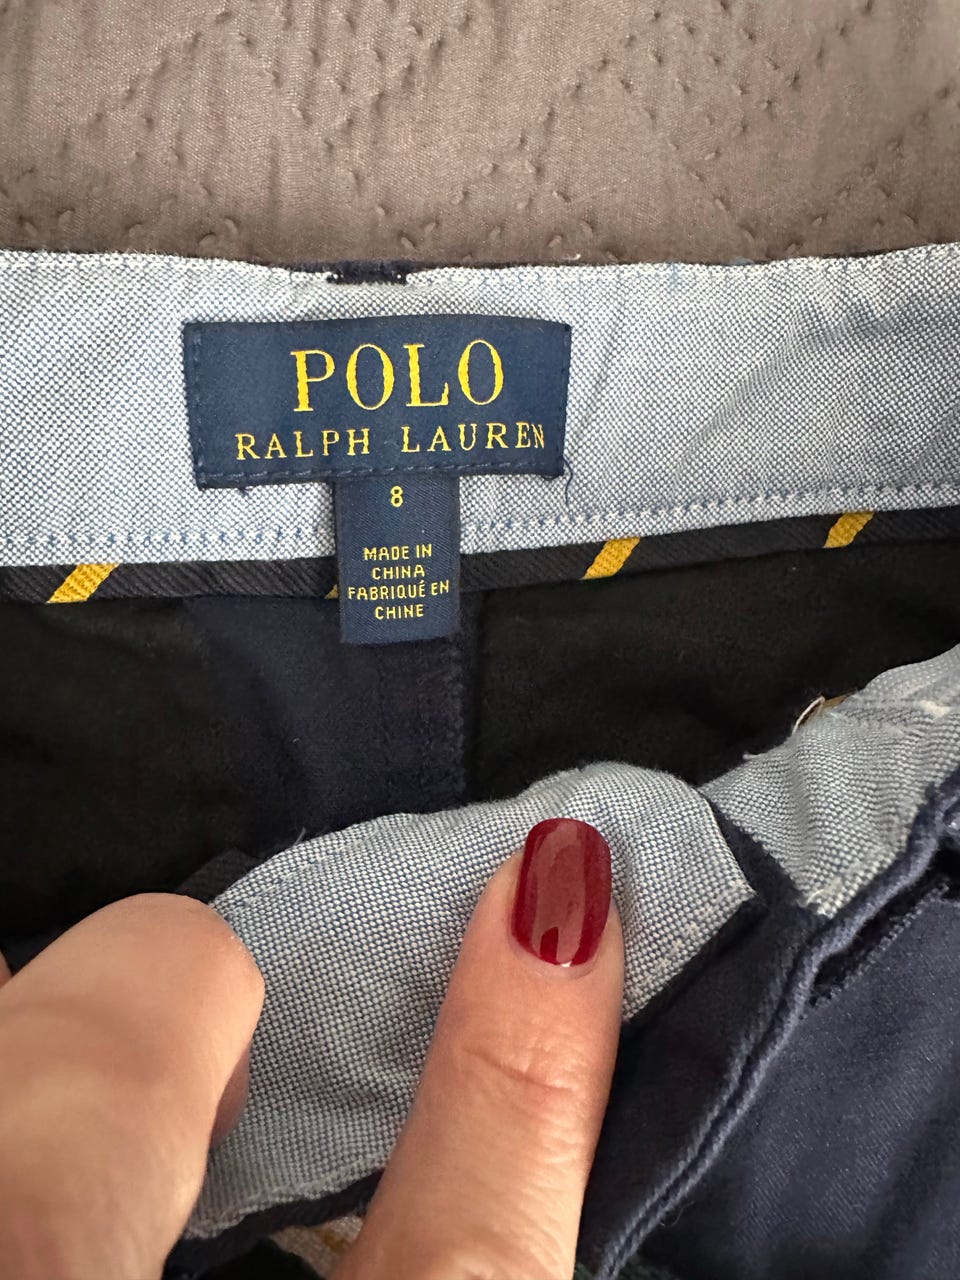 POLO
RALPH LAUREN
8
MADE IN
CHINA
FABRIQUÉ EN
CHINE